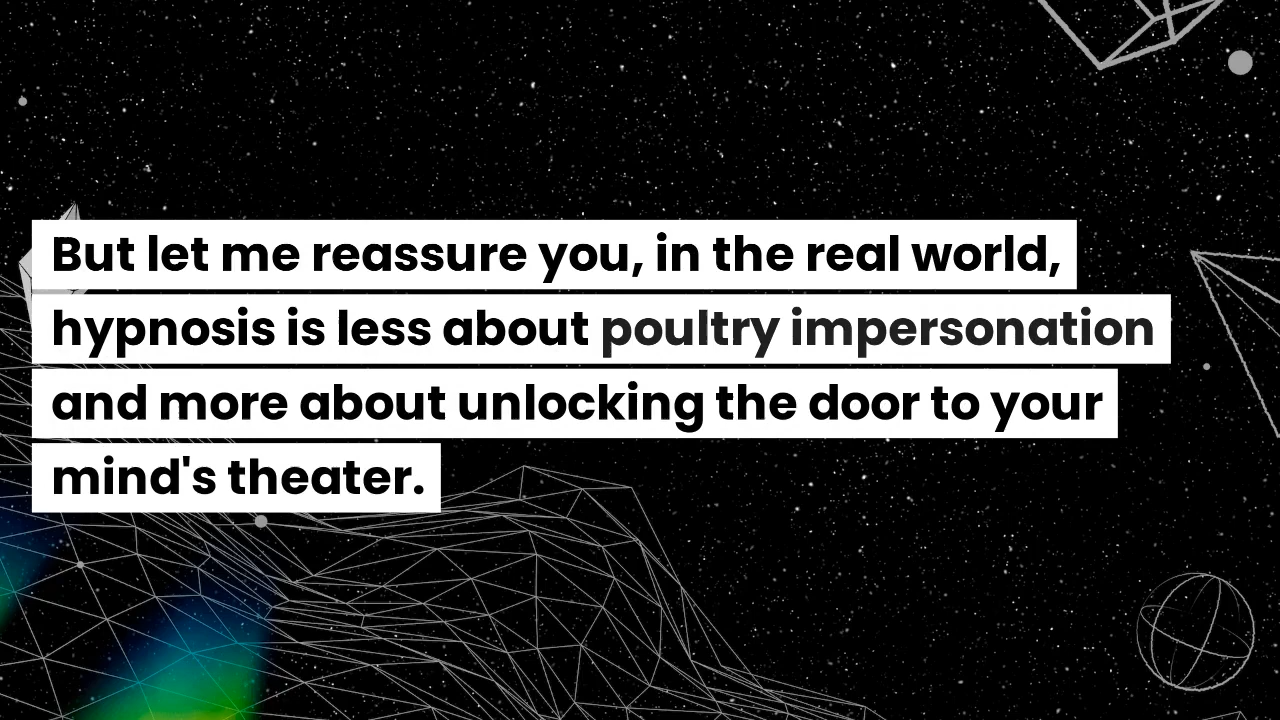 But let me reassure you, in the real world,
hypnosis is less about poultry impersonation
and more about unlocking the door to your
mind's theater.